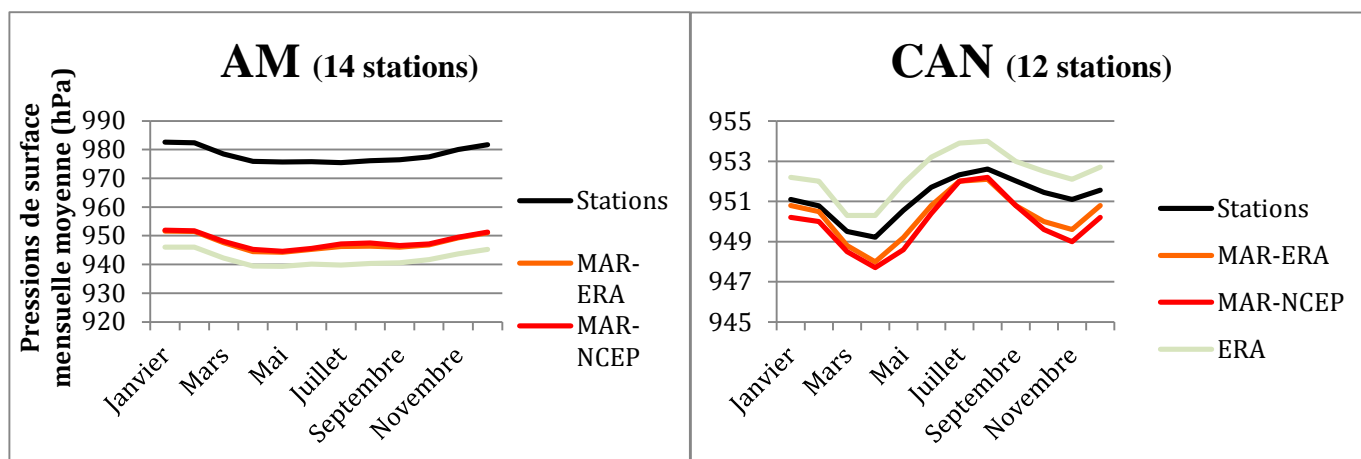 AM (14 stations)
Pressions de surface
mensuelle moyenne (hPa)
990
980
970
960
950
940
930
920
Janvier
Mars
Mai
Juillet
Septembre
Novembre
Stations
MAR-
ERA
MAR-
NCEP
CAN (12 stations)
955
953
951
949
947
945
Janvier
Mars
Mai
Juillet
Septembre
Novembre
Stations
MAR-ERA
MAR-NCEP
ERA